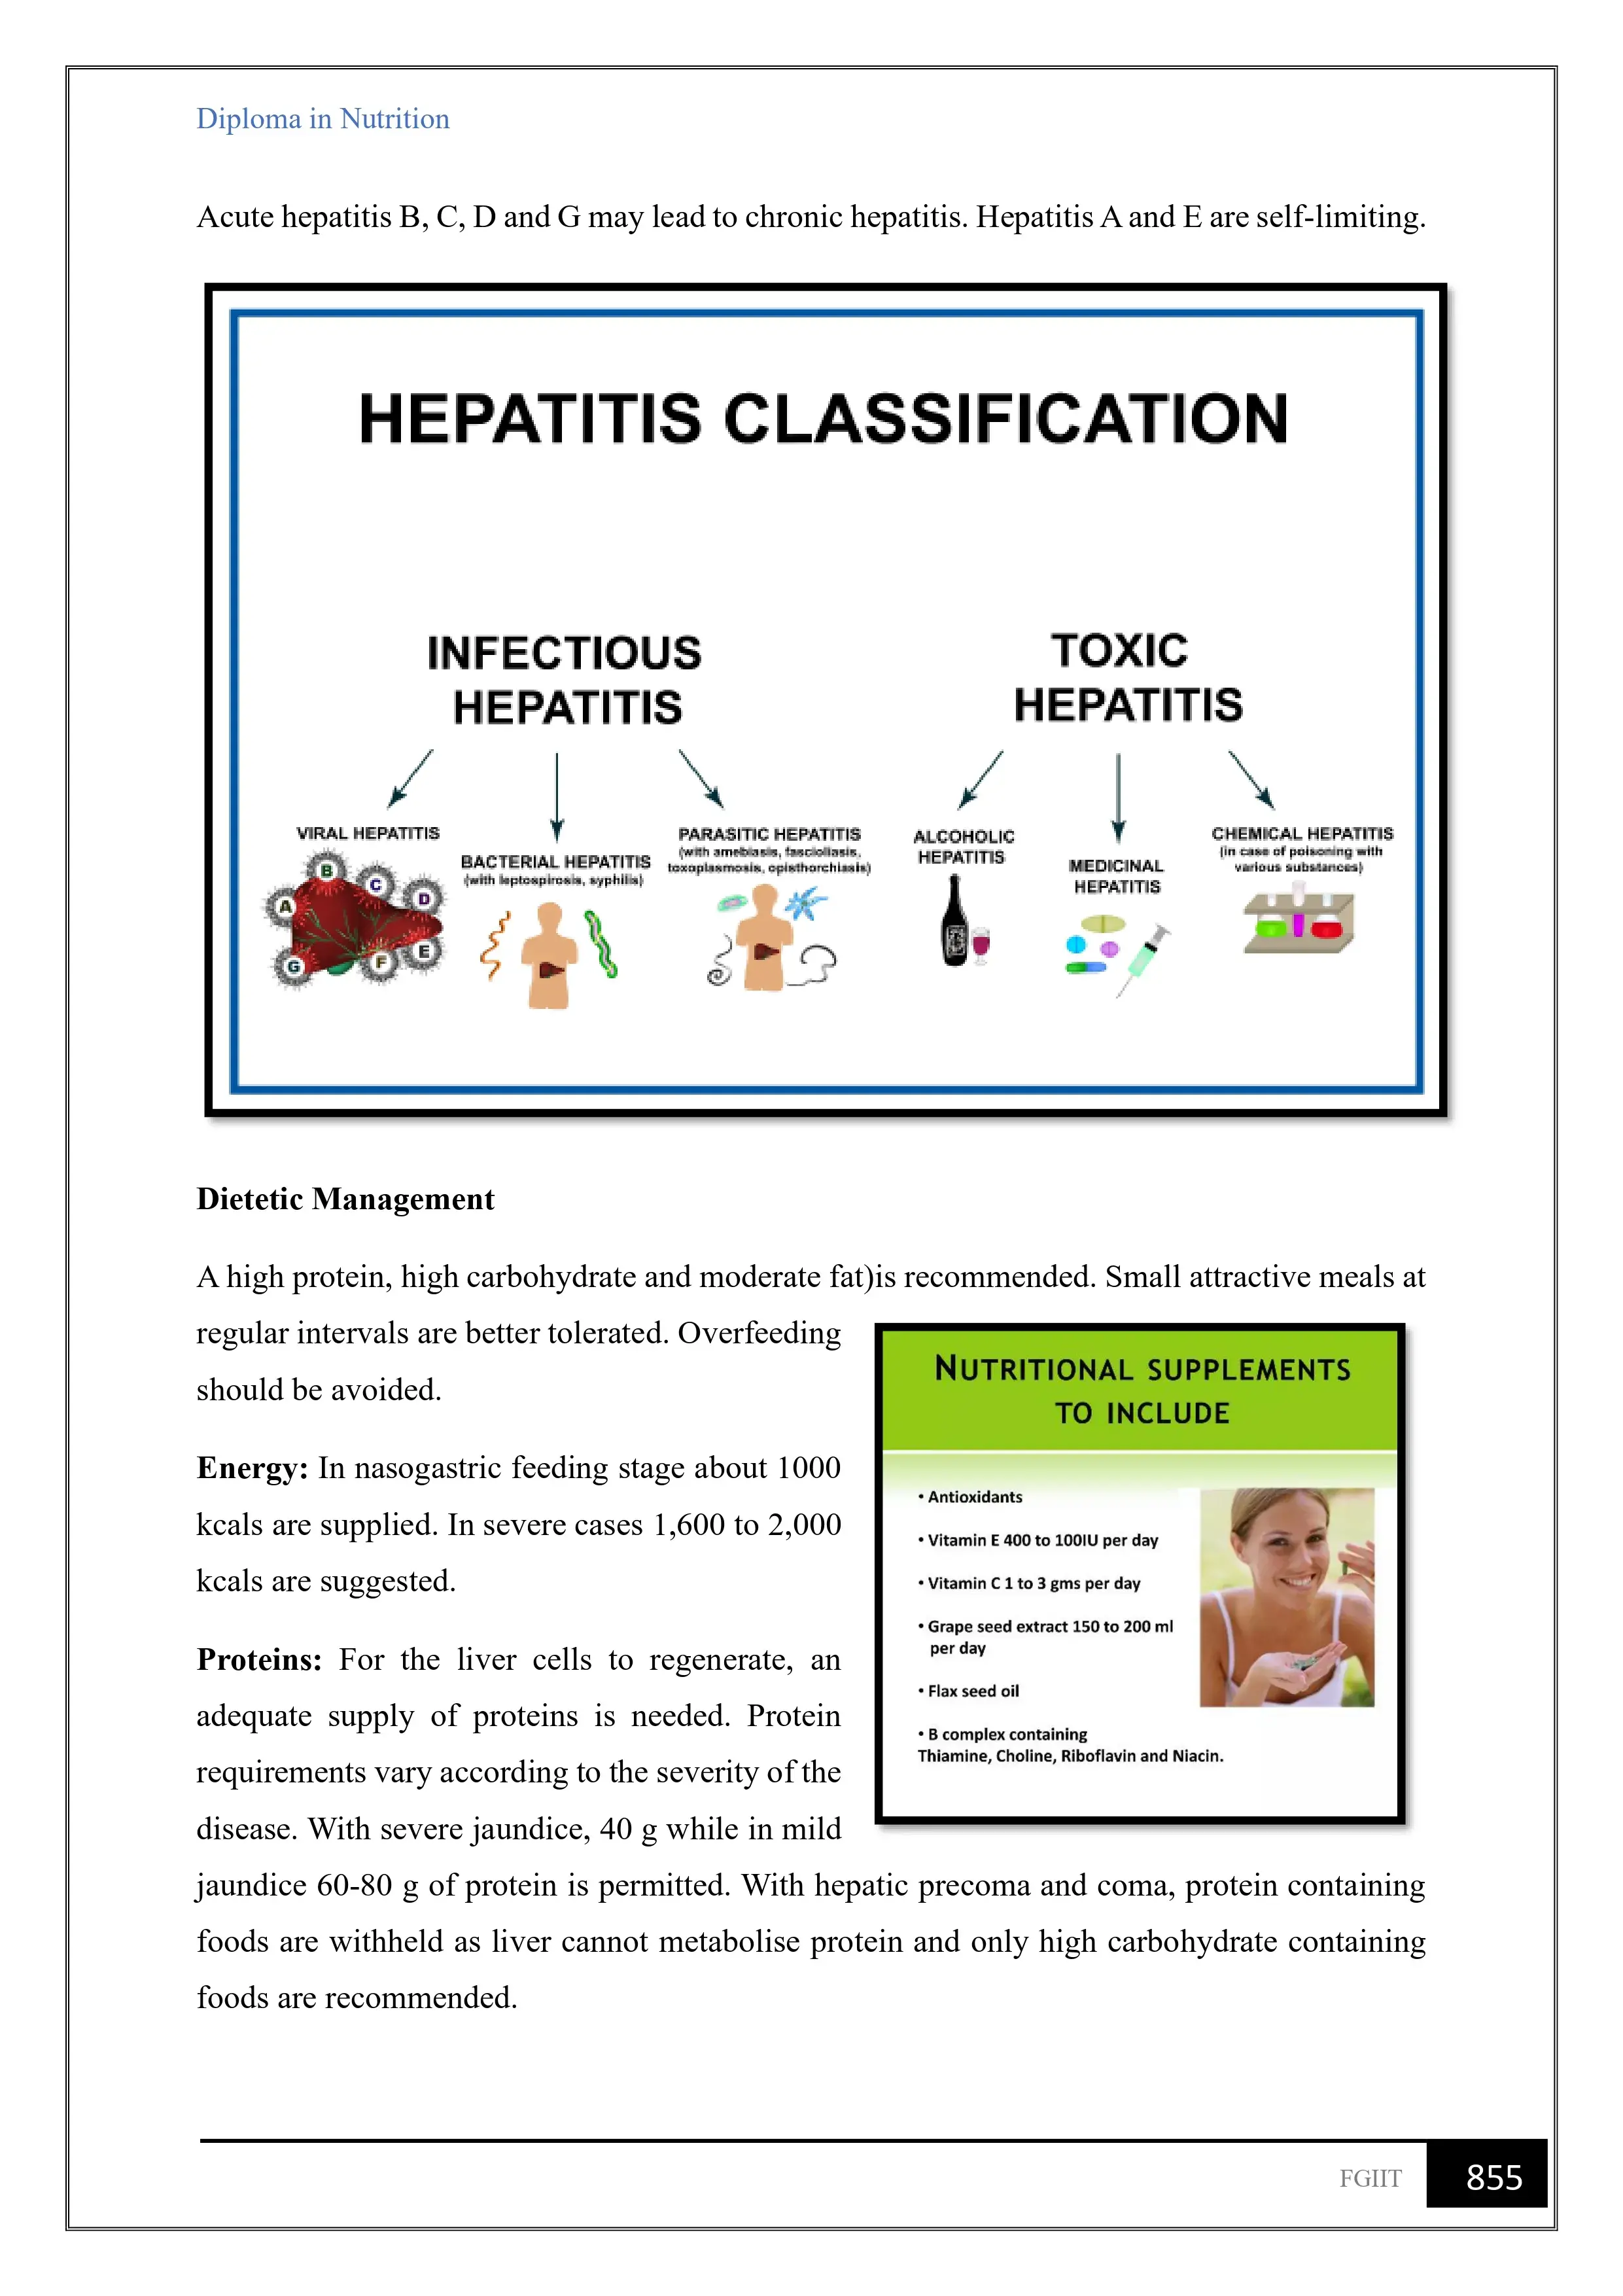 Diploma in Nutrition
Acute hepatitis B, C, D and G may lead to chronic hepatitis. Hepatitis A and E are self-limiting.
HEPATITIS CLASSIFICATION
INFECTIOUS
HEPATITIS
VIRAL HEPATITIS
A
B
C
D
E
F
G
BACTERIAL HEPATITIS
(with leptospirosis, syphilis)
PARASITIC HEPATITIS
(with amebiasis, fasciollasis,
toxoplasmosis, opisthorchiasis)
TOXIC
HEPATITIS
ALCOHOLIC
HEPATITIS
MEDICINAL
HEPATITIS
CHEMICAL HEPATITIS
(in case of poisoning with
various substances)
Dietetic Management
A high protein, high carbohydrate and moderate fat)is recommended. Small attractive meals at
regular intervals are better tolerated. Overfeeding
should be avoided.
Energy: In nasogastric feeding stage about 1000
kcals are supplied. In severe cases 1,600 to 2,000
kcals are suggested.
Proteins: For the liver cells to regenerate, an
adequate supply of proteins is needed. Protein
requirements vary according to the severity of the
disease. With severe jaundice, 40 g while in mild
jaundice 60-80 g of protein is permitted. With hepatic precoma and coma, protein containing
foods are withheld as liver cannot metabolise protein and only high carbohydrate containing
foods are recommended.
NUTRITIONAL SUPPLEMENTS
TO INCLUDE
• Antioxidants
• Vitamin E 400 to 100IU per day
• Vitamin C 1 to 3 gms per day
• Grape seed extract 150 to 200 ml
per day
• Flax seed oil
• B complex containing
Thiamine, Choline, Riboflavin and Niacin.
FGIIT
855